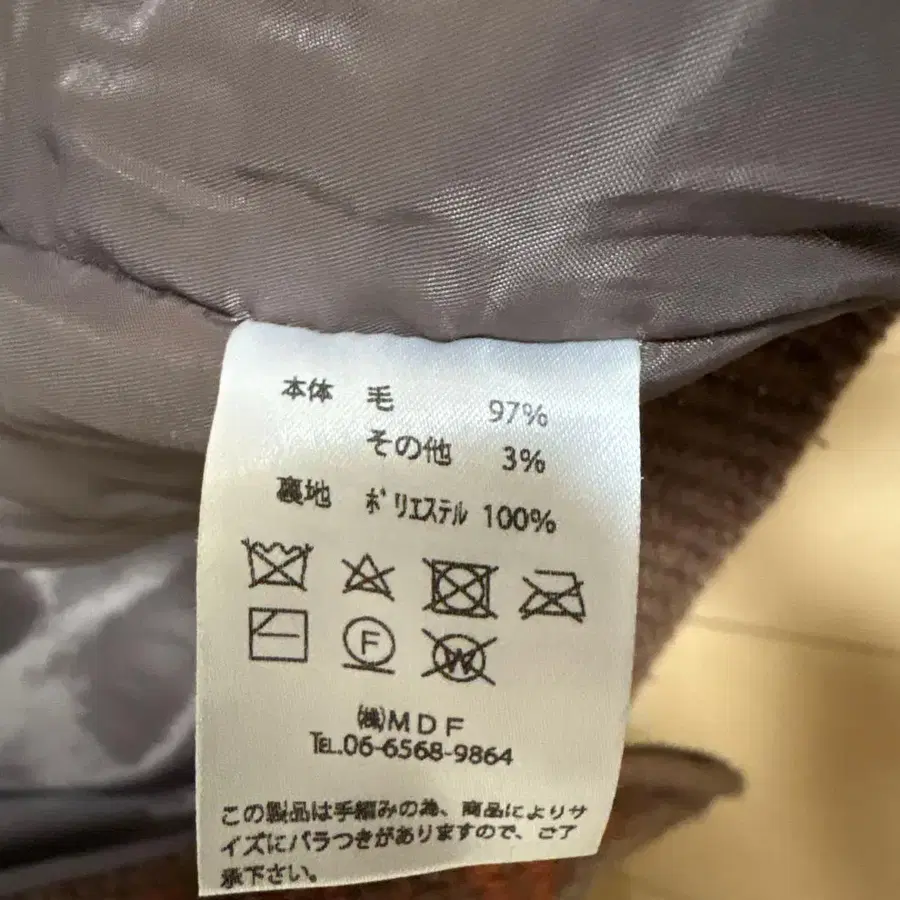 本体 毛 97%
その他 3%
裏地 ポリエステル 100%
F
W
㈱MDF
TEL.06-6568-9864
この製品は手編みの為、商品によりサ
イズにバラつきがありますので、ご了
承下さい。